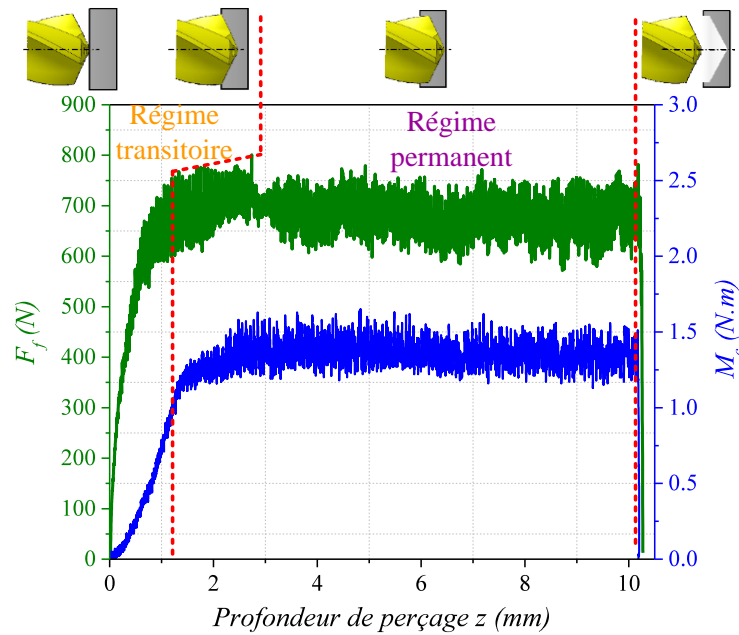 900
800
700
600
500
400
300
200
100
0
F_f (N)
Régime
transitoire
Régime
permanent
3.0
2.5
2.0
1.5
1.0
0.5
0.0
M_c (N.m)
0 2 4 6 8 10
Profondeur de perçage z (mm)